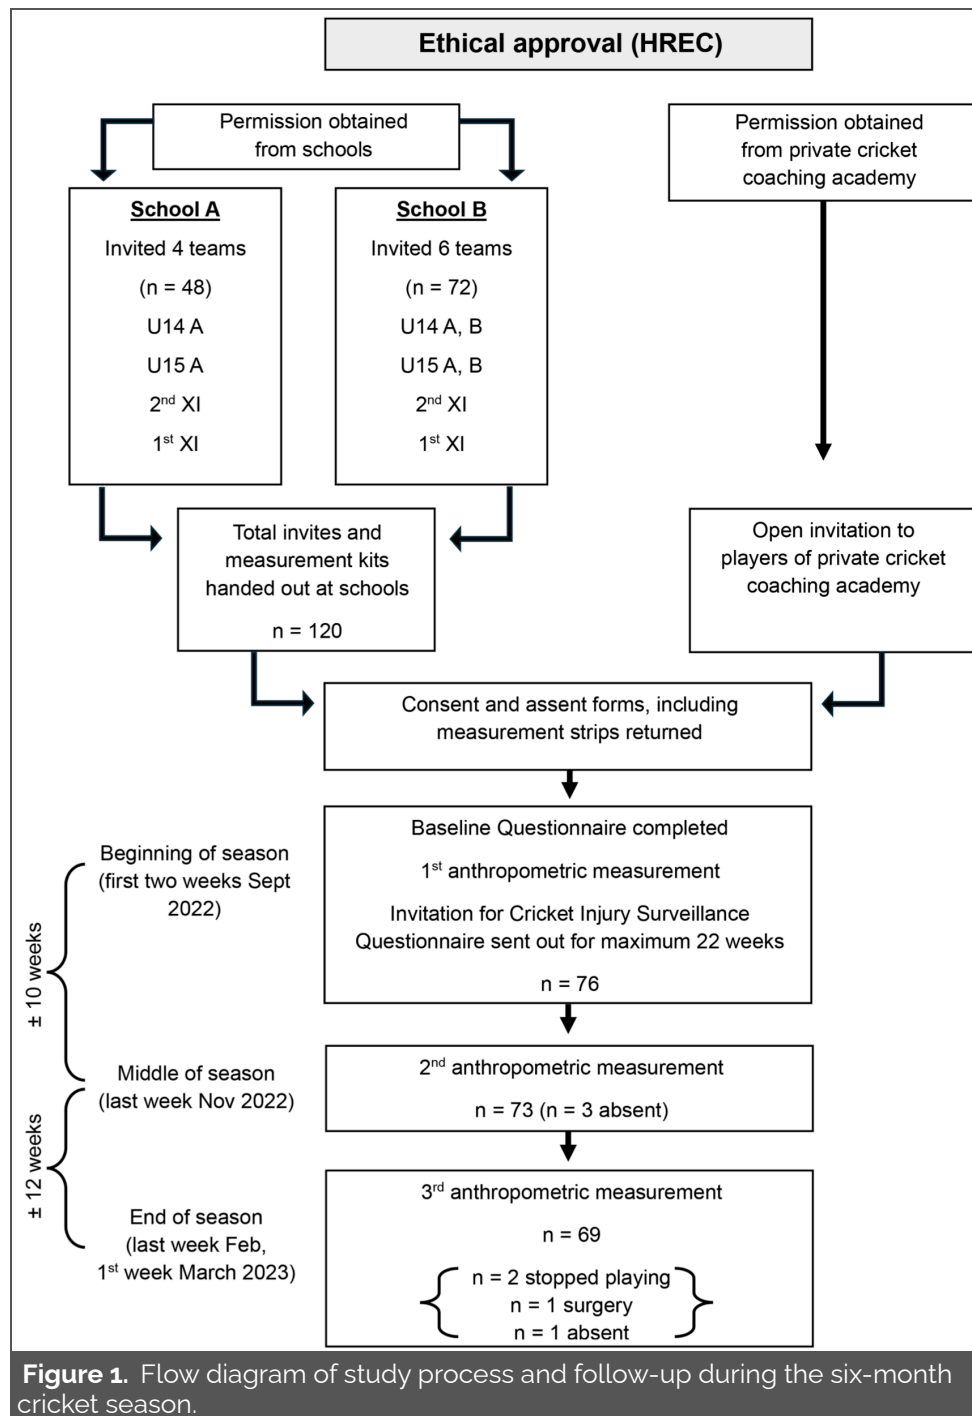 Ethical approval (HREC)
Permission obtained
from schools
Permission obtained
from private cricket
coaching academy
School A
Invited 4 teams
(n = 48)
U14 A
U15 A
2nd XI
1st XI
School B
Invited 6 teams
(n = 72)
U14 A, B
U15 A, B
2nd XI
1st XI
Total invites and
measurement kits
handed out at schools
n = 120
Open invitation to
players of private cricket
coaching academy
Consent and assent forms, including
measurement strips returned
Beginning of season
(first two weeks Sept
2022)
Baseline Questionnaire completed
1st anthropometric measurement
Invitation for Cricket Injury Surveillance
Questionnaire sent out for maximum 22 weeks
n = 76
± 10 weeks
Middle of season
(last week Nov 2022)
2nd anthropometric measurement
n = 73 (n = 3 absent)
± 12 weeks
End of season
(last week Feb,
1st week March 2023)
3rd anthropometric measurement
n = 69
n = 2 stopped playing
n = 1 surgery
n = 1 absent
Figure 1. Flow diagram of study process and follow-up during the six-month
cricket season.